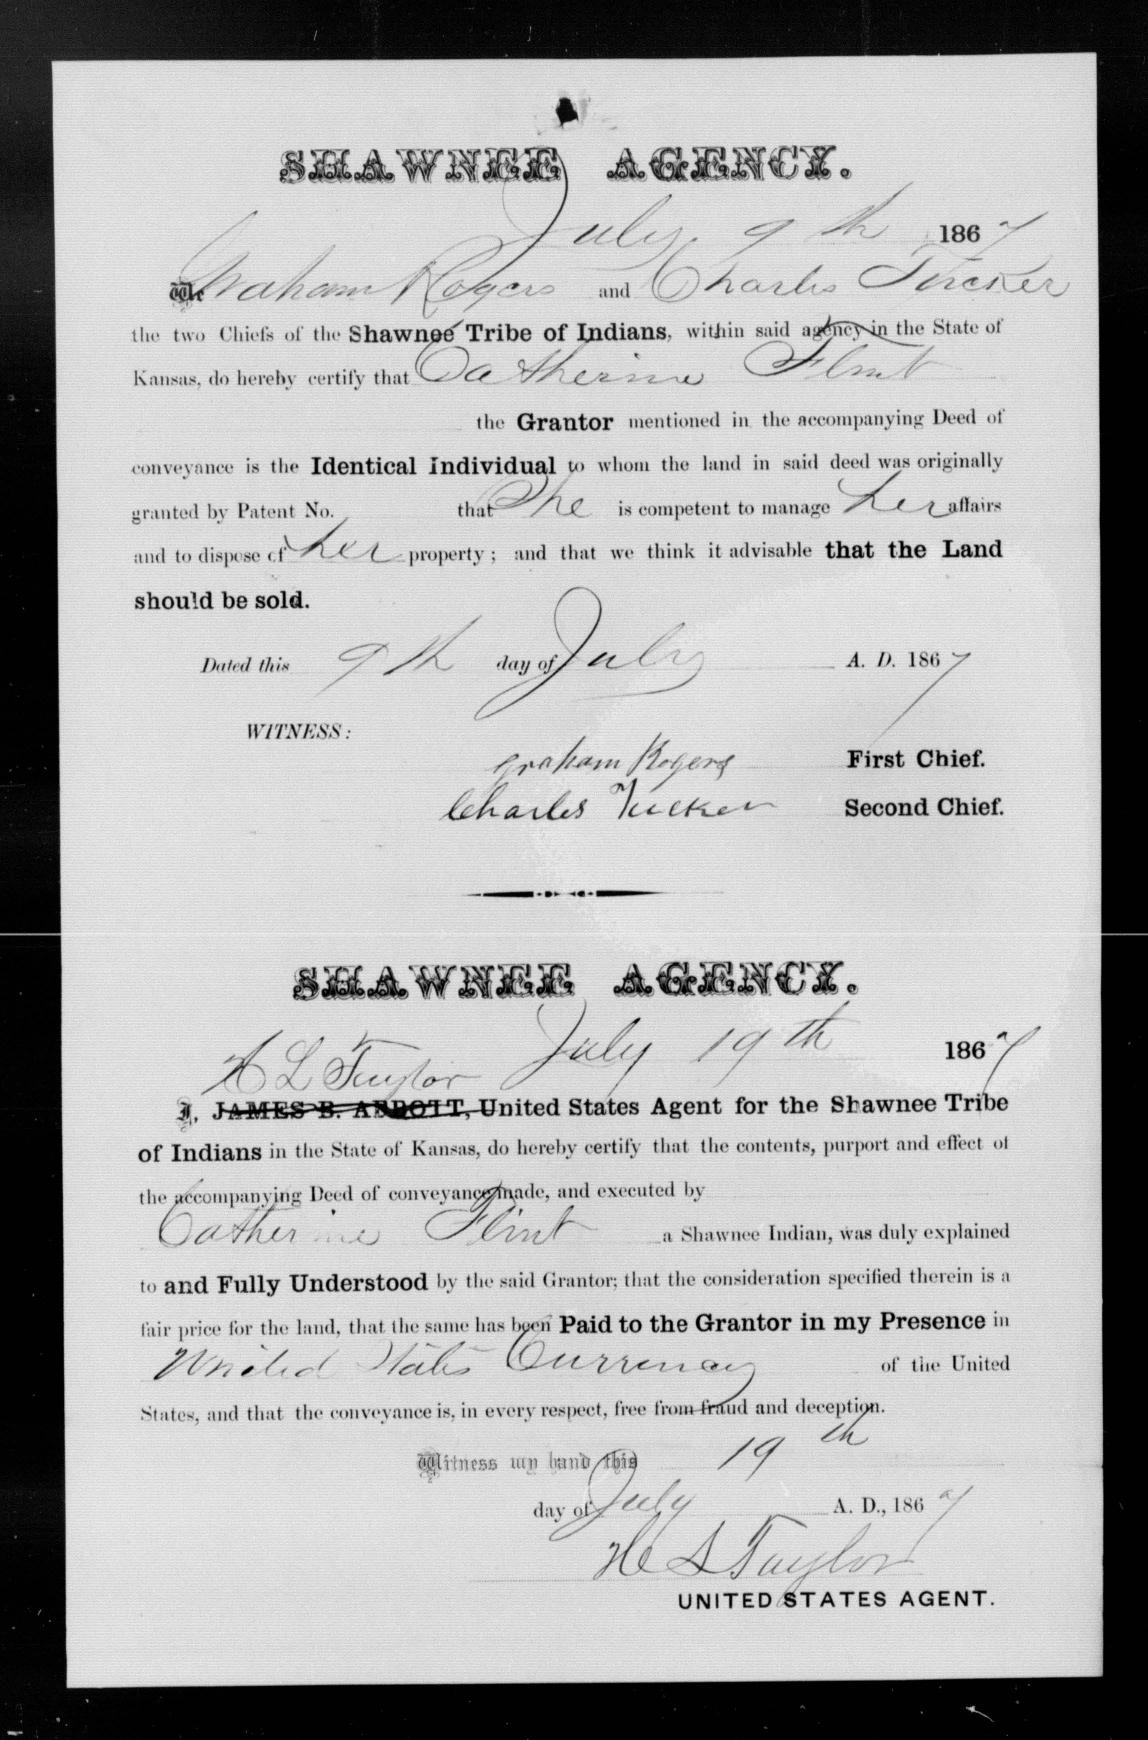 SHAWNEE AGENCY.
July 9th 1867
We Graham Rogers and Charles Tucker
the two Chiefs of the Shawnee Tribe of Indians, within said agency in the State of
Kansas, do hereby certify that Catherine Flint
the Grantor mentioned in the accompanying Deed of
conveyance is the Identical Individual to whom the land in said deed was originally
granted by Patent No. that She is competent to manage her affairs
and to dispose of her property; and that we think it advisable that the Land
should be sold.
Dated this 9th day of July A. D. 1867
WITNESS:
graham Rogers First Chief.
Charles Tucker Second Chief.
SHAWNEE AGENCY.
July 19th 1867
H L Taylor
I, JAMES B. ABBOTT, United States Agent for the Shawnee Tribe
of Indians in the State of Kansas, do hereby certify that the contents, purport and effect of
the accompanying Deed of conveyance made, and executed by
Catherine Flint a Shawnee Indian, was duly explained
to and Fully Understood by the said Grantor; that the consideration specified therein is a
fair price for the land, that the same has been Paid to the Grantor in my Presence in
United States Currency of the United
States, and that the conveyance is, in every respect, free from fraud and deception.
Witness my hand this 19th
day of July A. D., 1867
H L Taylor
UNITED STATES AGENT.